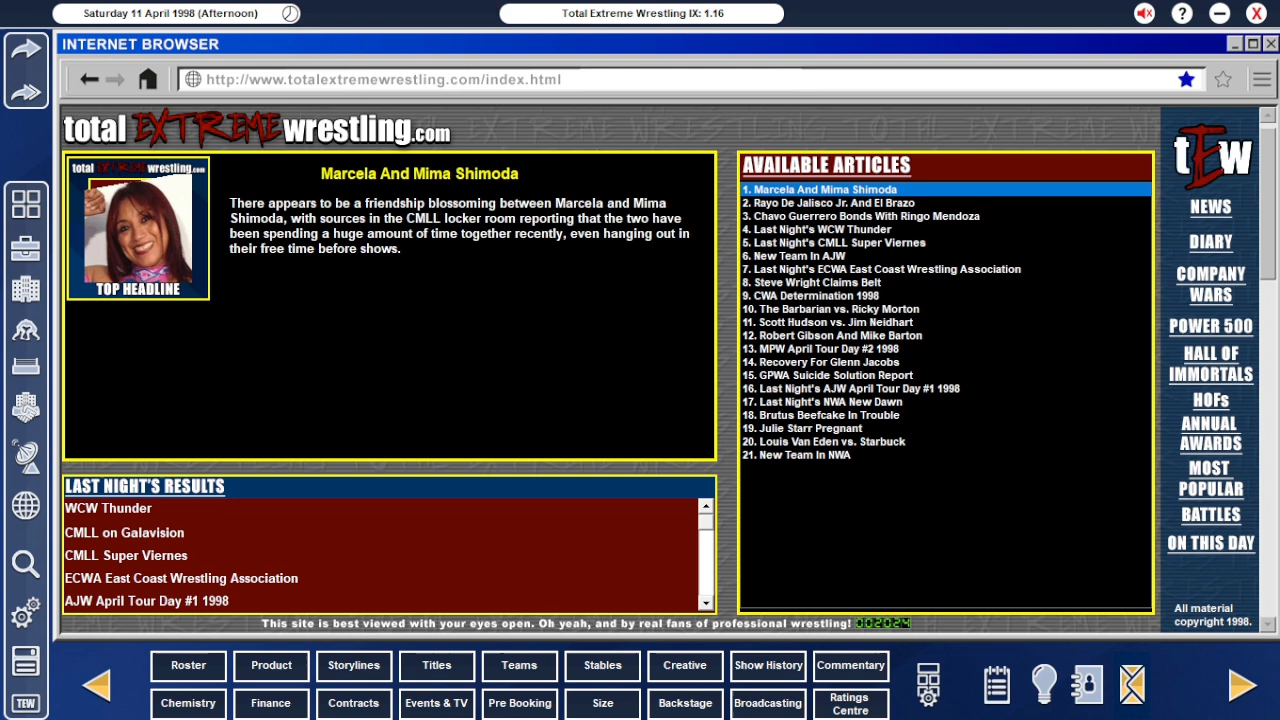 Saturday 11 April 1998 (Afternoon)
Total Extreme Wrestling IX: 1.16
INTERNET BROWSER
http://www.totalextremewrestling.com/index.html
total EXTREME wrestling.com
total EXTREME wrestling.com
TOP HEADLINE
Marcela And Mima Shimoda
There appears to be a friendship blossoming between Marcela and Mima
Shimoda, with sources in the CMLL locker room reporting that the two have
been spending a huge amount of time together recently, even hanging out in
their free time before shows.
LAST NIGHT'S RESULTS
WCW Thunder
CMLL on Galavision
CMLL Super Viernes
ECWA East Coast Wrestling Association
AJW April Tour Day #1 1998
AVAILABLE ARTICLES
1. Marcela And Mima Shimoda
2. Rayo De Jalisco Jr. And El Brazo
3. Chavo Guerrero Bonds With Ringo Mendoza
4. Last Night's WCW Thunder
5. Last Night's CMLL Super Viernes
6. New Team In AJW
7. Last Night's ECWA East Coast Wrestling Association
8. Steve Wright Claims Belt
9. CWA Determination 1998
10. The Barbarian vs. Ricky Morton
11. Scott Hudson vs. Jim Neidhart
12. Robert Gibson And Mike Barton
13. MPW April Tour Day #2 1998
14. Recovery For Glenn Jacobs
15. GPWA Suicide Solution Report
16. Last Night's AJW April Tour Day #1 1998
17. Last Night's NWA New Dawn
18. Brutus Beefcake In Trouble
19. Julie Starr Pregnant
20. Louis Van Eden vs. Starbuck
21. New Team In NWA
This site is best viewed with your eyes open. Oh yeah, and by real fans of professional wrestling! 002024
tEw
NEWS
DIARY
COMPANY
WARS
POWER 500
HALL OF
IMMORTALS
HOFs
ANNUAL
AWARDS
MOST
POPULAR
BATTLES
ON THIS DAY
All material
copyright 1998.
TEW
Roster
Product
Storylines
Titles
Teams
Stables
Creative
Show History
Commentary
Chemistry
Finance
Contracts
Events & TV
Pre Booking
Size
Backstage
Broadcasting
Ratings
Centre